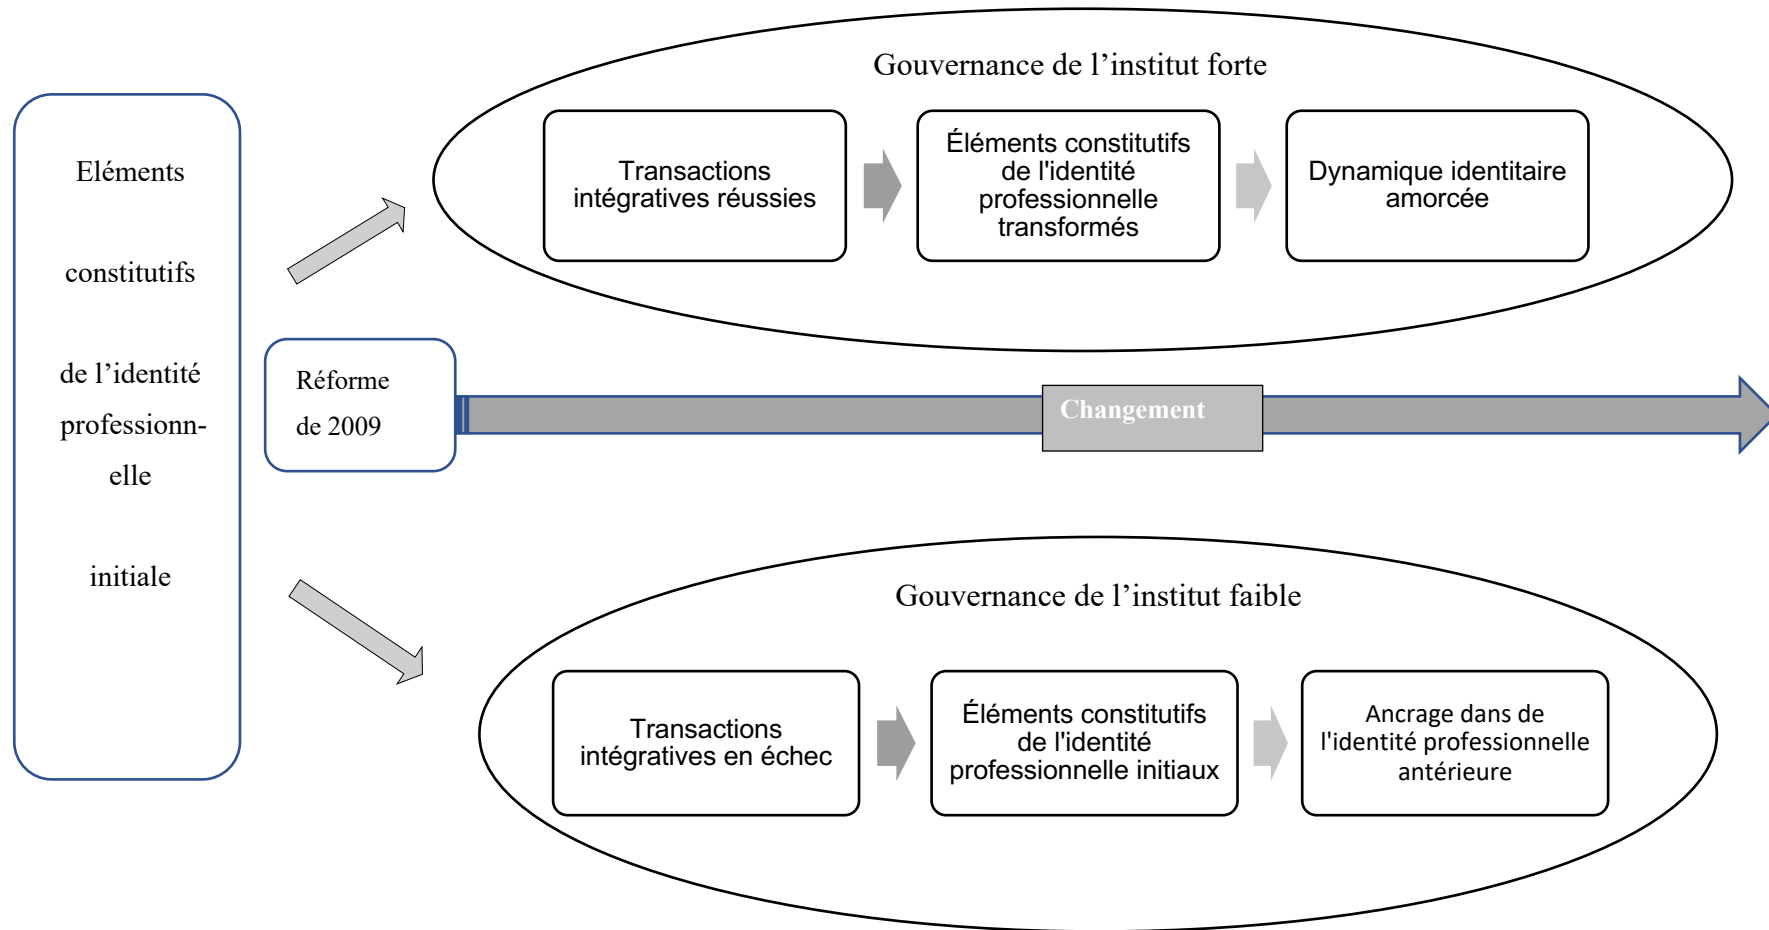 Eléments
constitutifs
de l’identité
professionn-
elle
initiale
Gouvernance de l’institut forte
Transactions
intégratives réussies
Éléments constitutifs
de l'identité
professionnelle
transformés
Dynamique identitaire
amorcée
Réforme
de 2009
Changement
Gouvernance de l’institut faible
Transactions
intégratives en échec
Éléments constitutifs
de l'identité
professionnelle initiaux
Ancrage dans de
l'identité professionnelle
antérieure